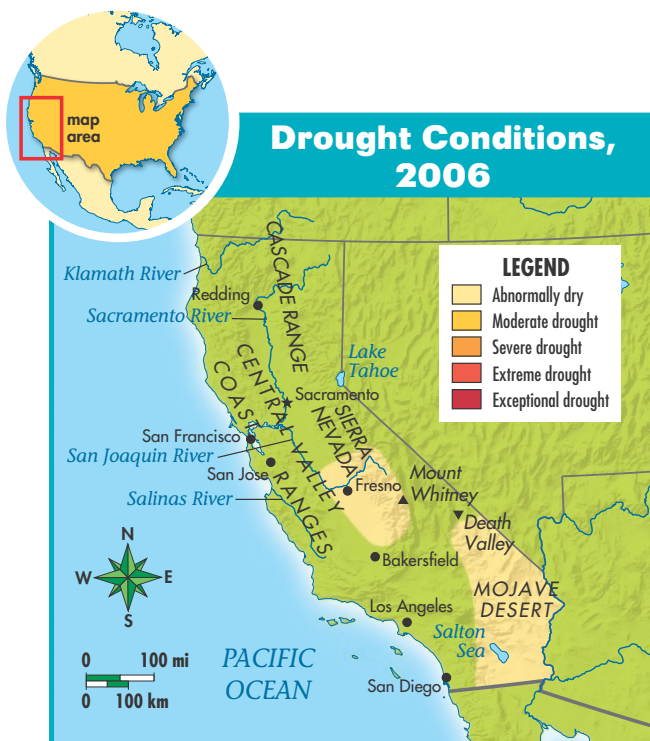 map
area
Drought Conditions,
2006
Klamath River
CASCADE RANGE
Redding
Sacramento River
LEGEND
Abnormally dry
Moderate drought
Severe drought
Extreme drought
Exceptional drought
Lake
Tahoe
CENTRAL VALLEY
COAST RANGES
Sacramento
SIERRA
NEVADA
San Francisco
San Joaquin River
San Jose
Fresno
Mount
Whitney
Salinas River
Death
Valley
N
W
E
S
Bakersfield
MOJAVE
DESERT
Los Angeles
Salton
Sea
0 100 mi
0 100 km
PACIFIC
OCEAN
San Diego